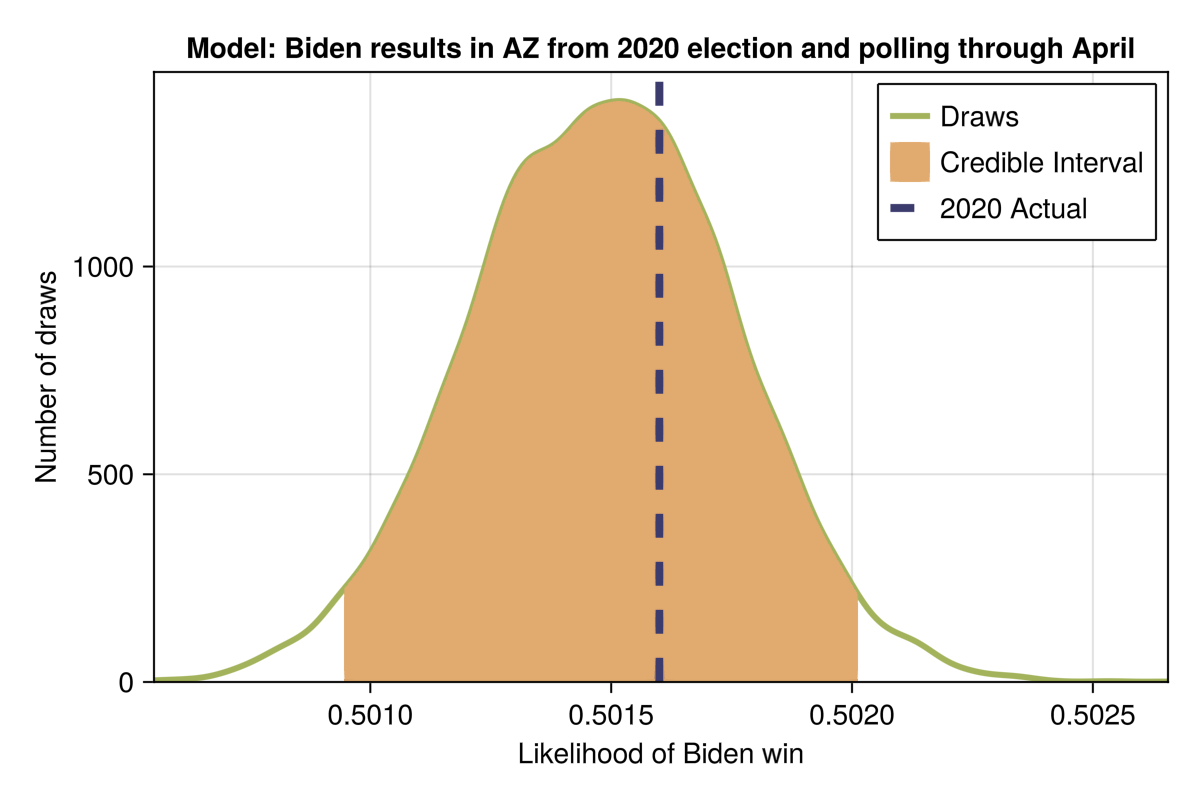 Model: Biden results in AZ from 2020 election and polling through April
Draws
Credible Interval
2020 Actual
Number of draws
1000
500
0
0.5010 0.5015 0.5020 0.5025
Likelihood of Biden win